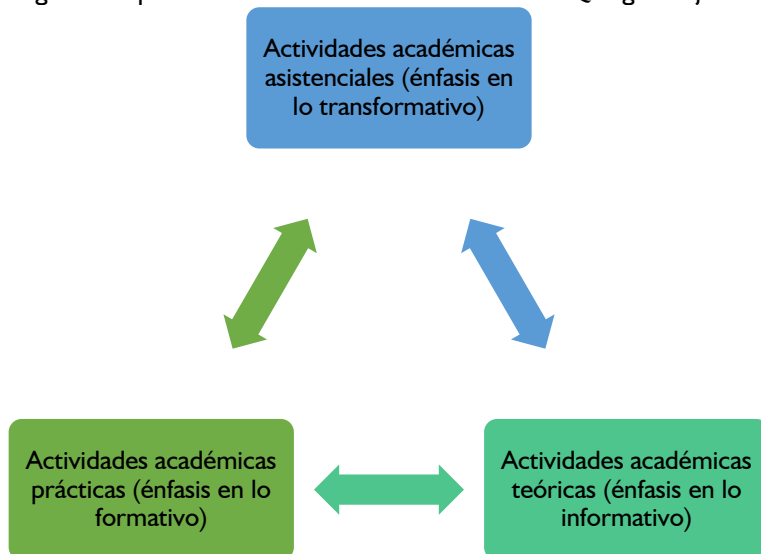 Actividades académicas
asistenciales (énfasis en
lo transformativo)
Actividades académicas
prácticas (énfasis en lo
formativo)
Actividades académicas
teóricas (énfasis en lo
informativo)